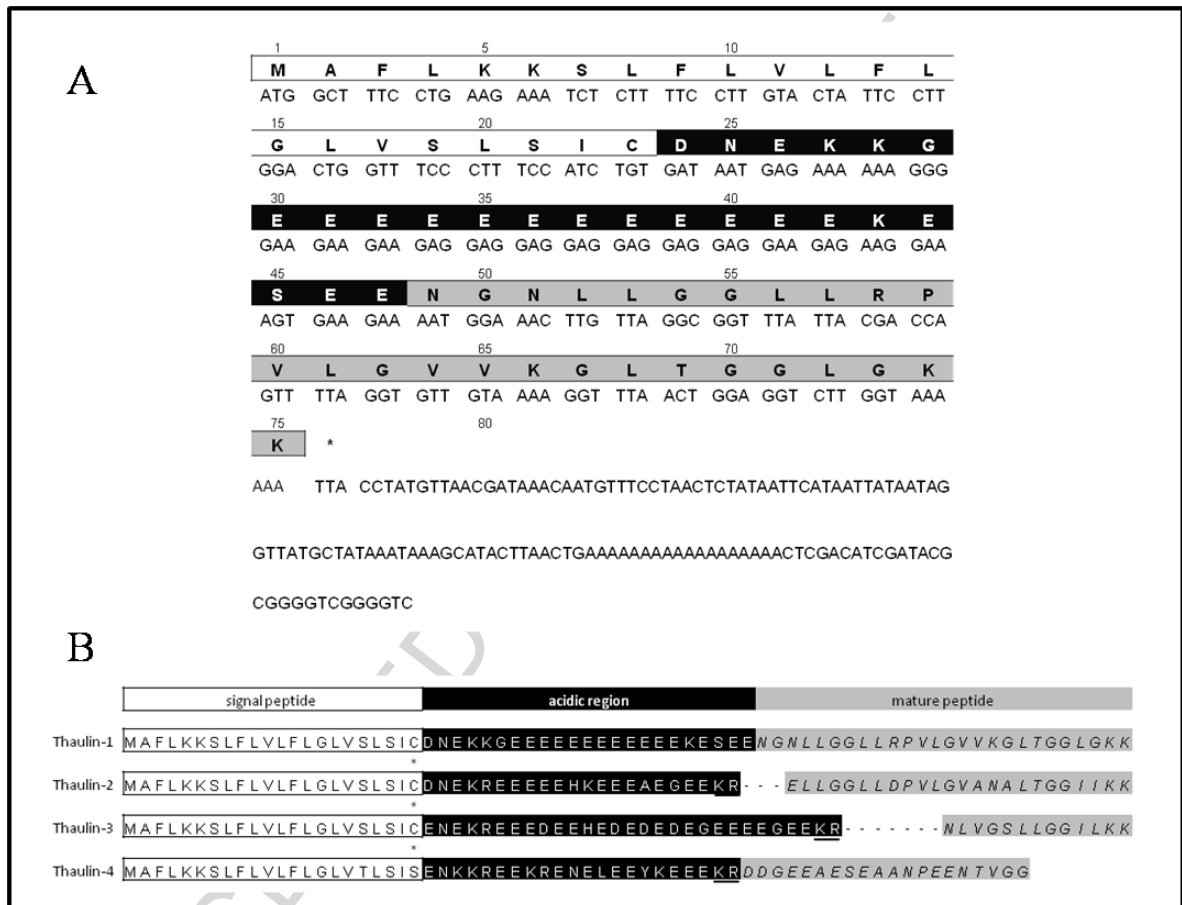 A
1 5 10
M A F L K K S L F L V L F L
ATG GCT TTC CTG AAG AAA TCT CTT TTC CTT GTA CTA TTC CTT
15 20 25
G L V S L S I C D N E K K G
GGA CTG GTT TCC CTT TCC ATC TGT GAT AAT GAG AAA AAA GGG
30 35 40
E E E E E E E E E E E E K E
GAA GAA GAA GAG GAG GAG GAG GAG GAG GAG GAA GAG AAG GAA
45 50 55
S E E N G N L L G G L L R P
AGT GAA GAA AAT GGA AAC TTG TTA GGC GGT TTA TTA CGA CCA
60 65 70
V L G V V K G L T G G L G K
GTT TTA GGT GTT GTA AAA GGT TTA ACT GGA GGT CTT GGT AAA
75 80
K *
AAA TTA CCTATGTTAACGATAAACAATGTTTCCTAACTCTATAATTCATAATTATAATAG
GTTATGCTATAAATAAAGCATACTTAACTGAAAAAAAAAAAAAAAAAAACTCGACATCGATACG
CGGGGTCGGGGTC
B
signal peptide acidic region mature peptide
Thaulin-1 MAFLKKSLFLVLFLGLVSLSICDNEKKGEEEEEEEEEEEEKESEENGNLLGGLLRPVLGVVKGLTGGLGKK
*
Thaulin-2 MAFLKKSLFLVLFLGLVSLSICDNEKREEEEEHKEEEAEGEEKR---ELLGGLLDPVLGVANALTGGIIKK
*
Thaulin-3 MAFLKKSLFLVLFLGLVSLSICENEKREEEDEEHEDEDEDEGEEEEGEEKR-------NLVGSLLGGILKK
*
Thaulin-4 MAFLKKSLFLVLFLGLVTLSISENKKREEKRENELEEYKEEEKRDDGEEAESEAANPEENTVGG